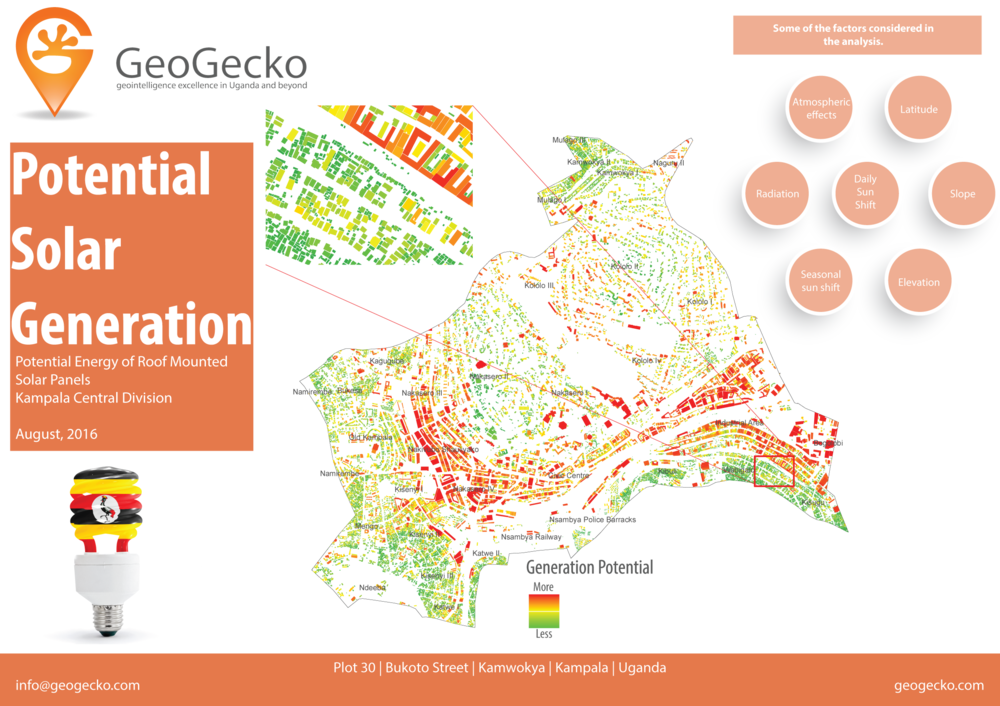 GeoGecko
geointelligence excellence in Uganda and beyond
Some of the factors considered in
the analysis.
Atmospheric
effects
Latitude
Radiation
Daily
Sun
Shift
Slope
Seasonal
sun shift
Elevation
Potential
Solar
Generation
Potential Energy of Roof Mounted
Solar Panels
Kampala Central Division
August, 2016
Mulago III
Kamwokya II
Kamwokya I
Naguru II
Mulago I
Kololo II
Kololo III
Kololo I
Kololo IV
Kagugube
Nakasero II
Namirembe
Bukesa
Nakasero III
Nakasero I
Industrial Area
Old Kampala
Namirembe
Civic Centre
Kisenyi I
Nakasero IV
Nsambya Police Barracks
Mengo
Kisenyi II
Nsambya Railway
Katwe II
Kisenyi III
Ndeeba
Katwe I
Generation Potential
More
Less
Plot 30 | Bukoto Street | Kamwokya | Kampala | Uganda
info@geogecko.com
geogecko.com